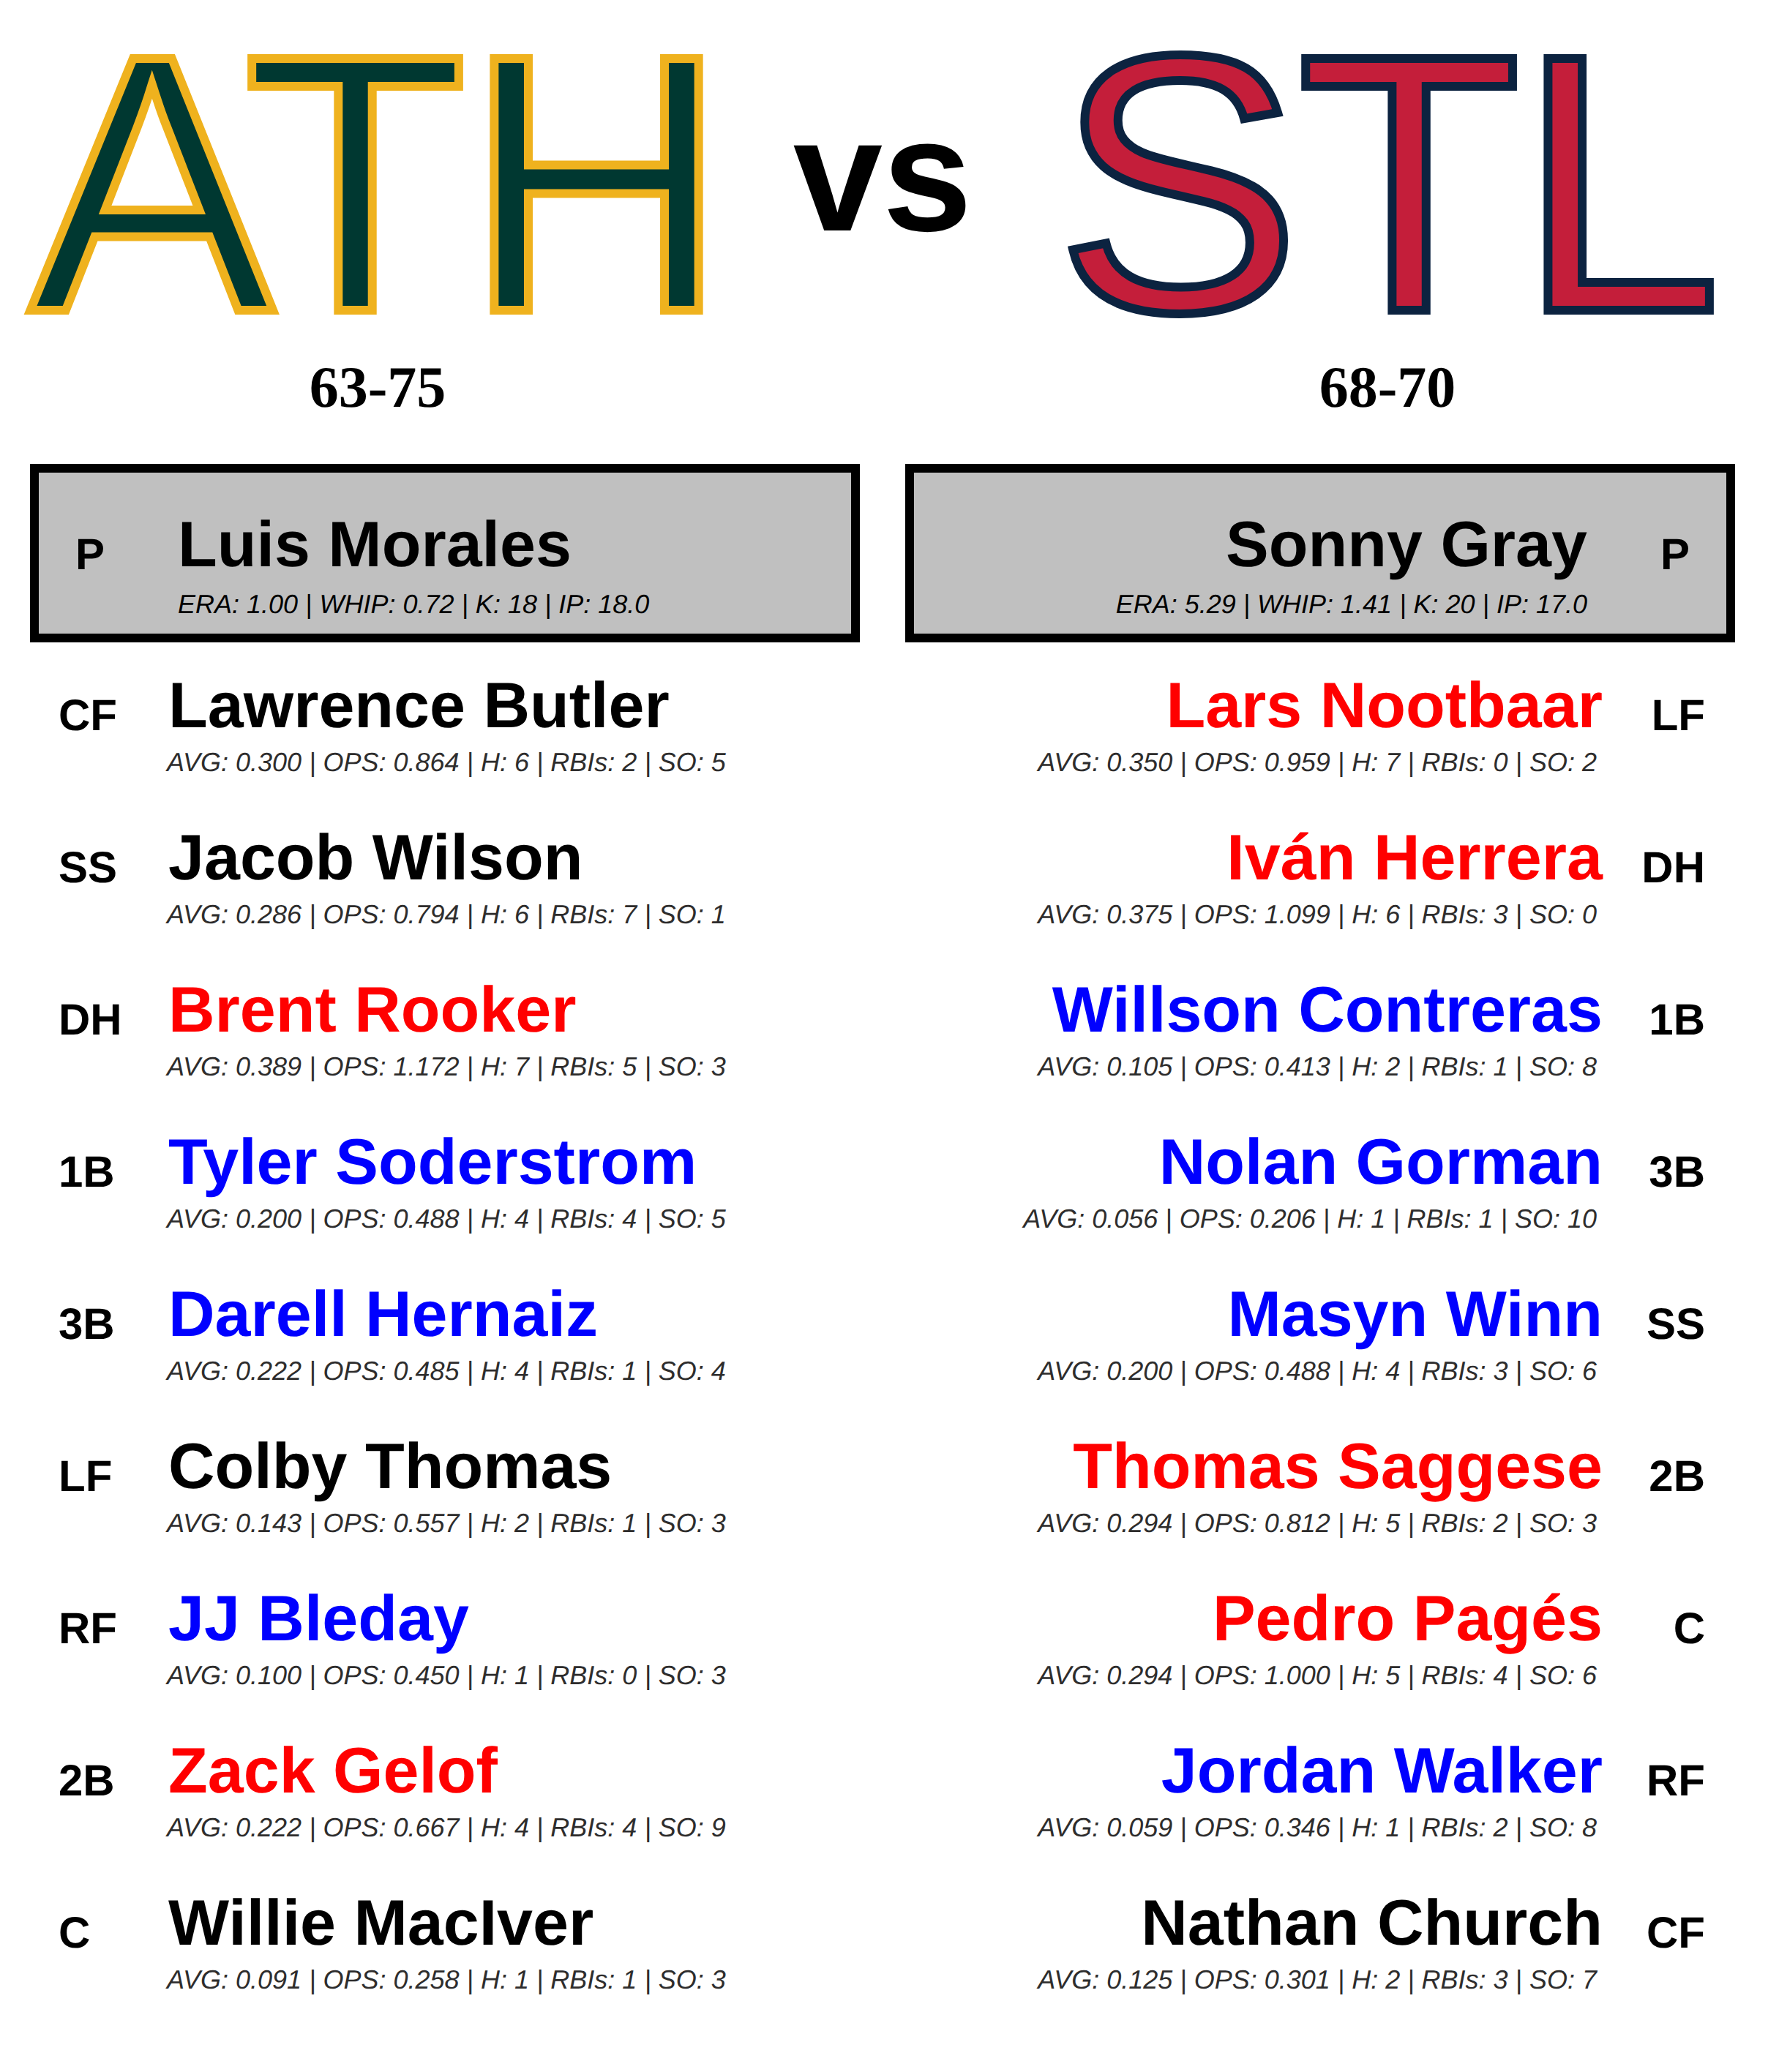 ATH vs STL
63-75 68-70
P Luis Morales
ERA: 1.00 | WHIP: 0.72 | K: 18 | IP: 18.0
Sonny Gray P
ERA: 5.29 | WHIP: 1.41 | K: 20 | IP: 17.0
CF Lawrence Butler
AVG: 0.300 | OPS: 0.864 | H: 6 | RBIs: 2 | SO: 5
SS Jacob Wilson
AVG: 0.286 | OPS: 0.794 | H: 6 | RBIs: 7 | SO: 1
DH Brent Rooker
AVG: 0.389 | OPS: 1.172 | H: 7 | RBIs: 5 | SO: 3
1B Tyler Soderstrom
AVG: 0.200 | OPS: 0.488 | H: 4 | RBIs: 4 | SO: 5
3B Darell Hernaiz
AVG: 0.222 | OPS: 0.485 | H: 4 | RBIs: 1 | SO: 4
LF Colby Thomas
AVG: 0.143 | OPS: 0.557 | H: 2 | RBIs: 1 | SO: 3
RF JJ Bleday
AVG: 0.100 | OPS: 0.450 | H: 1 | RBIs: 0 | SO: 3
2B Zack Gelof
AVG: 0.222 | OPS: 0.667 | H: 4 | RBIs: 4 | SO: 9
C Willie MacIver
AVG: 0.091 | OPS: 0.258 | H: 1 | RBIs: 1 | SO: 3
Lars Nootbaar LF
AVG: 0.350 | OPS: 0.959 | H: 7 | RBIs: 0 | SO: 2
Iván Herrera DH
AVG: 0.375 | OPS: 1.099 | H: 6 | RBIs: 3 | SO: 0
Willson Contreras 1B
AVG: 0.105 | OPS: 0.413 | H: 2 | RBIs: 1 | SO: 8
Nolan Gorman 3B
AVG: 0.056 | OPS: 0.206 | H: 1 | RBIs: 1 | SO: 10
Masyn Winn SS
AVG: 0.200 | OPS: 0.488 | H: 4 | RBIs: 3 | SO: 6
Thomas Saggese 2B
AVG: 0.294 | OPS: 0.812 | H: 5 | RBIs: 2 | SO: 3
Pedro Pagés C
AVG: 0.294 | OPS: 1.000 | H: 5 | RBIs: 4 | SO: 6
Jordan Walker RF
AVG: 0.059 | OPS: 0.346 | H: 1 | RBIs: 2 | SO: 8
Nathan Church CF
AVG: 0.125 | OPS: 0.301 | H: 2 | RBIs: 3 | SO: 7